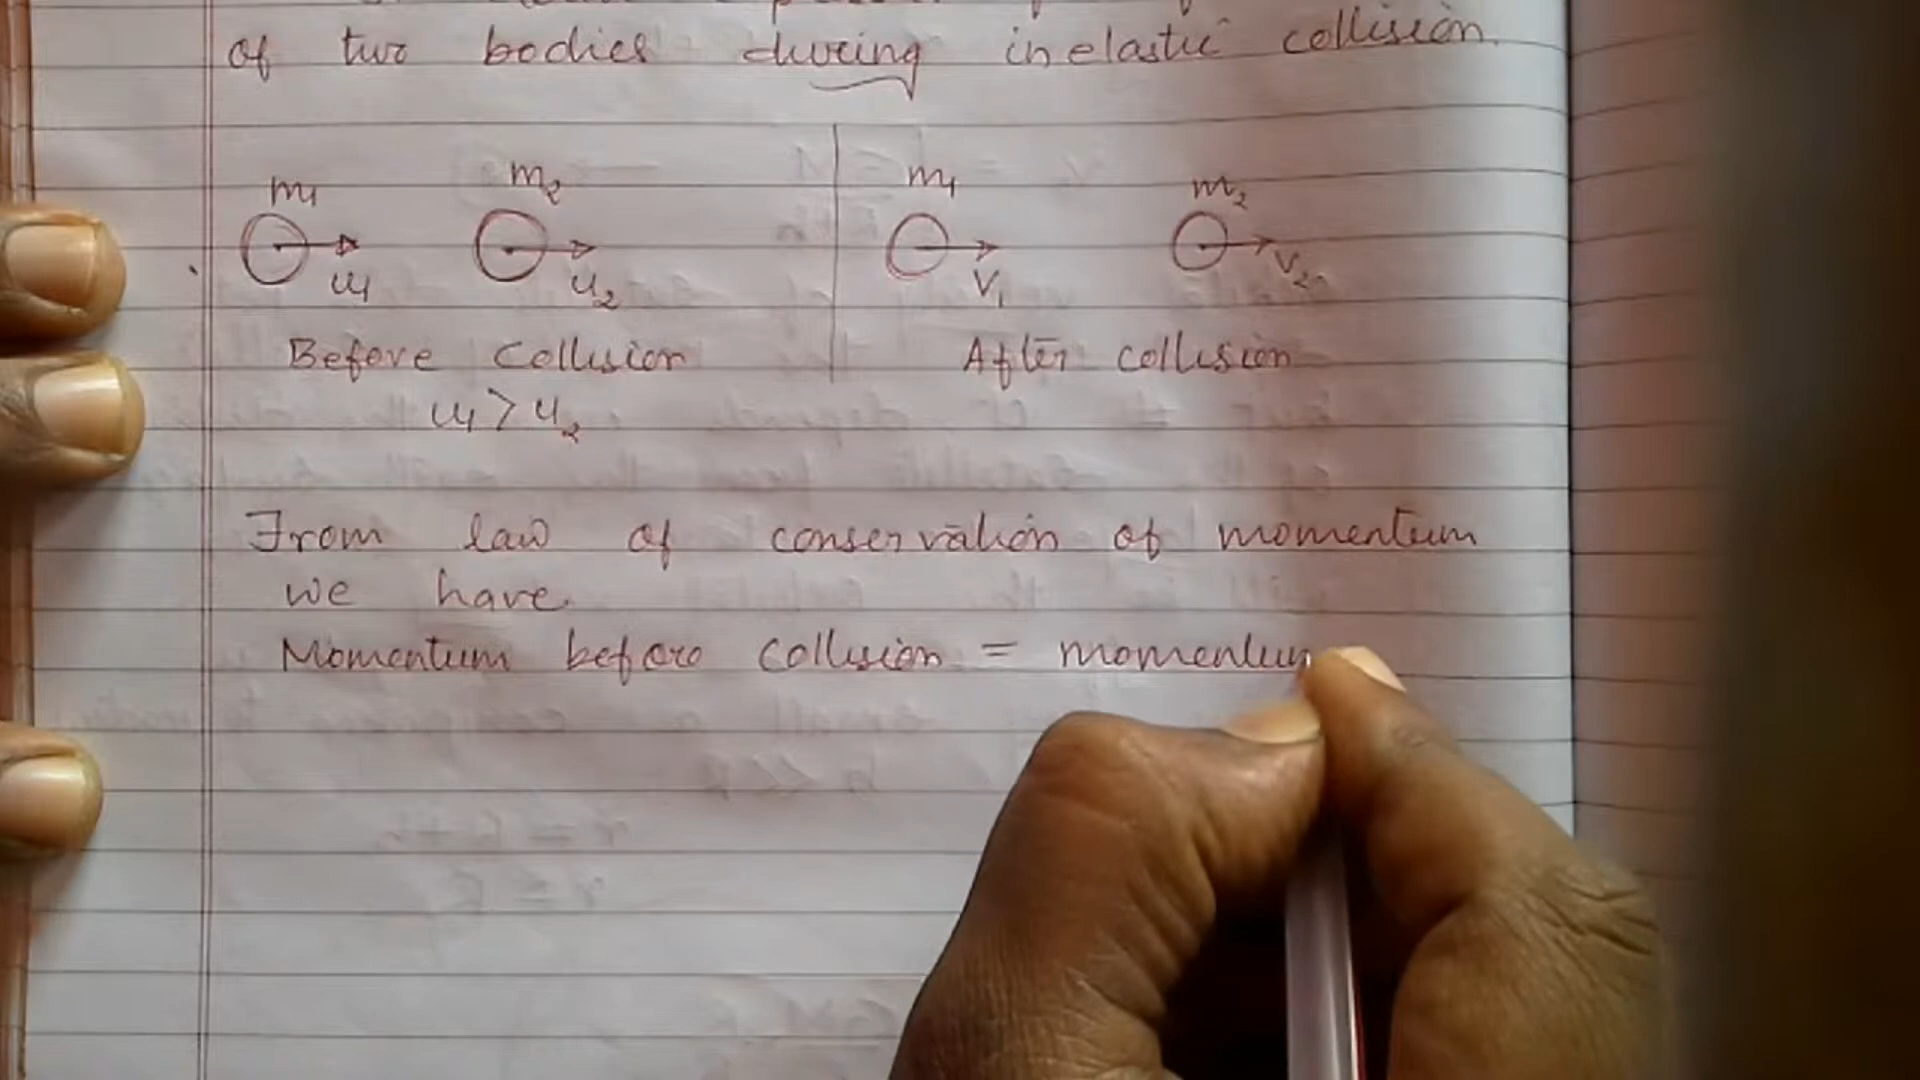 of two bodies during inelastic collision.
m1 m2 m1 m2
u1 u2 V1 V2
Before Collision After collision
u1 > u2
From law of conservation of momentum
we have.
Momentum before collision = momentum